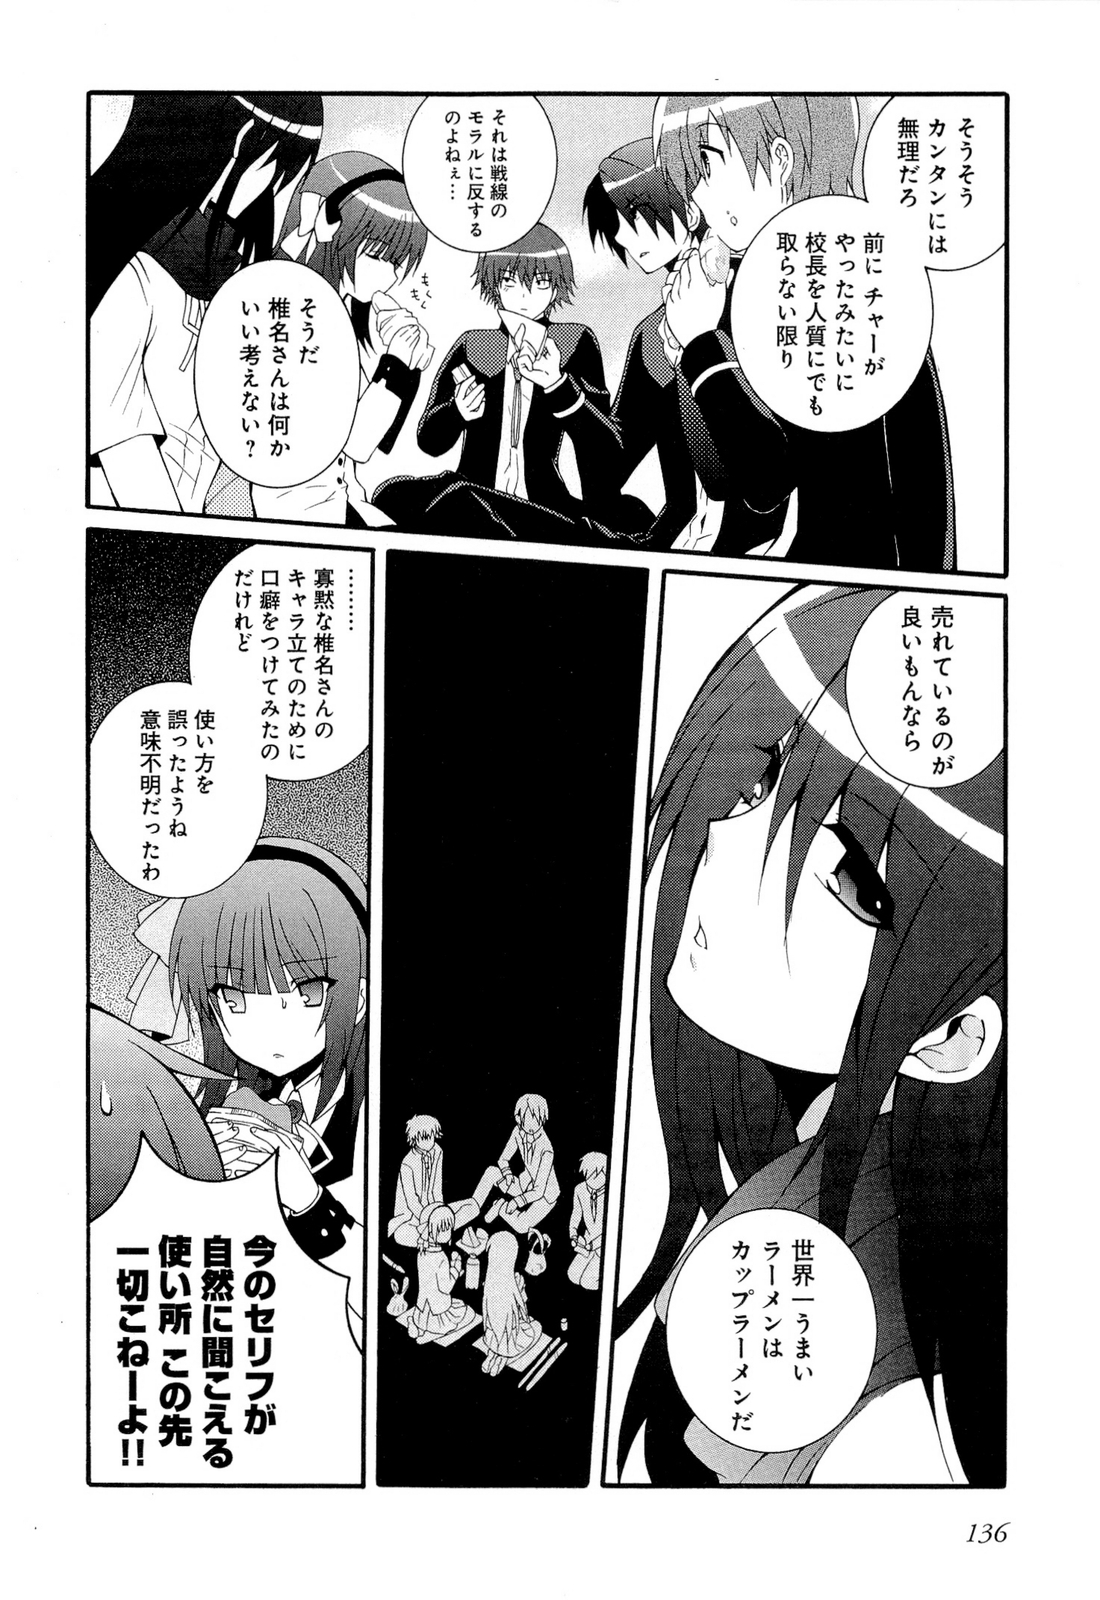 そうそう
カンタンには
無理だろ
前に チャーが
やったみたいに
校長を人質にでも
取らない限り
それは戦線の
モラルに反する
のよねぇ…
もく
もく
そうだ
椎名さんは何か
いい考えない？
売れているのが
良いもんなら
世界一うまい
ラーメンは
カップラーメンだ
………
寡黙な椎名さんの
キャラ立てのために
口癖をつけてみたの
だけれど
使い方を
誤ったようね
意味不明だったわ
今のセリフが
自然に聞こえる
使い所 この先
一切こねーよ!!
136